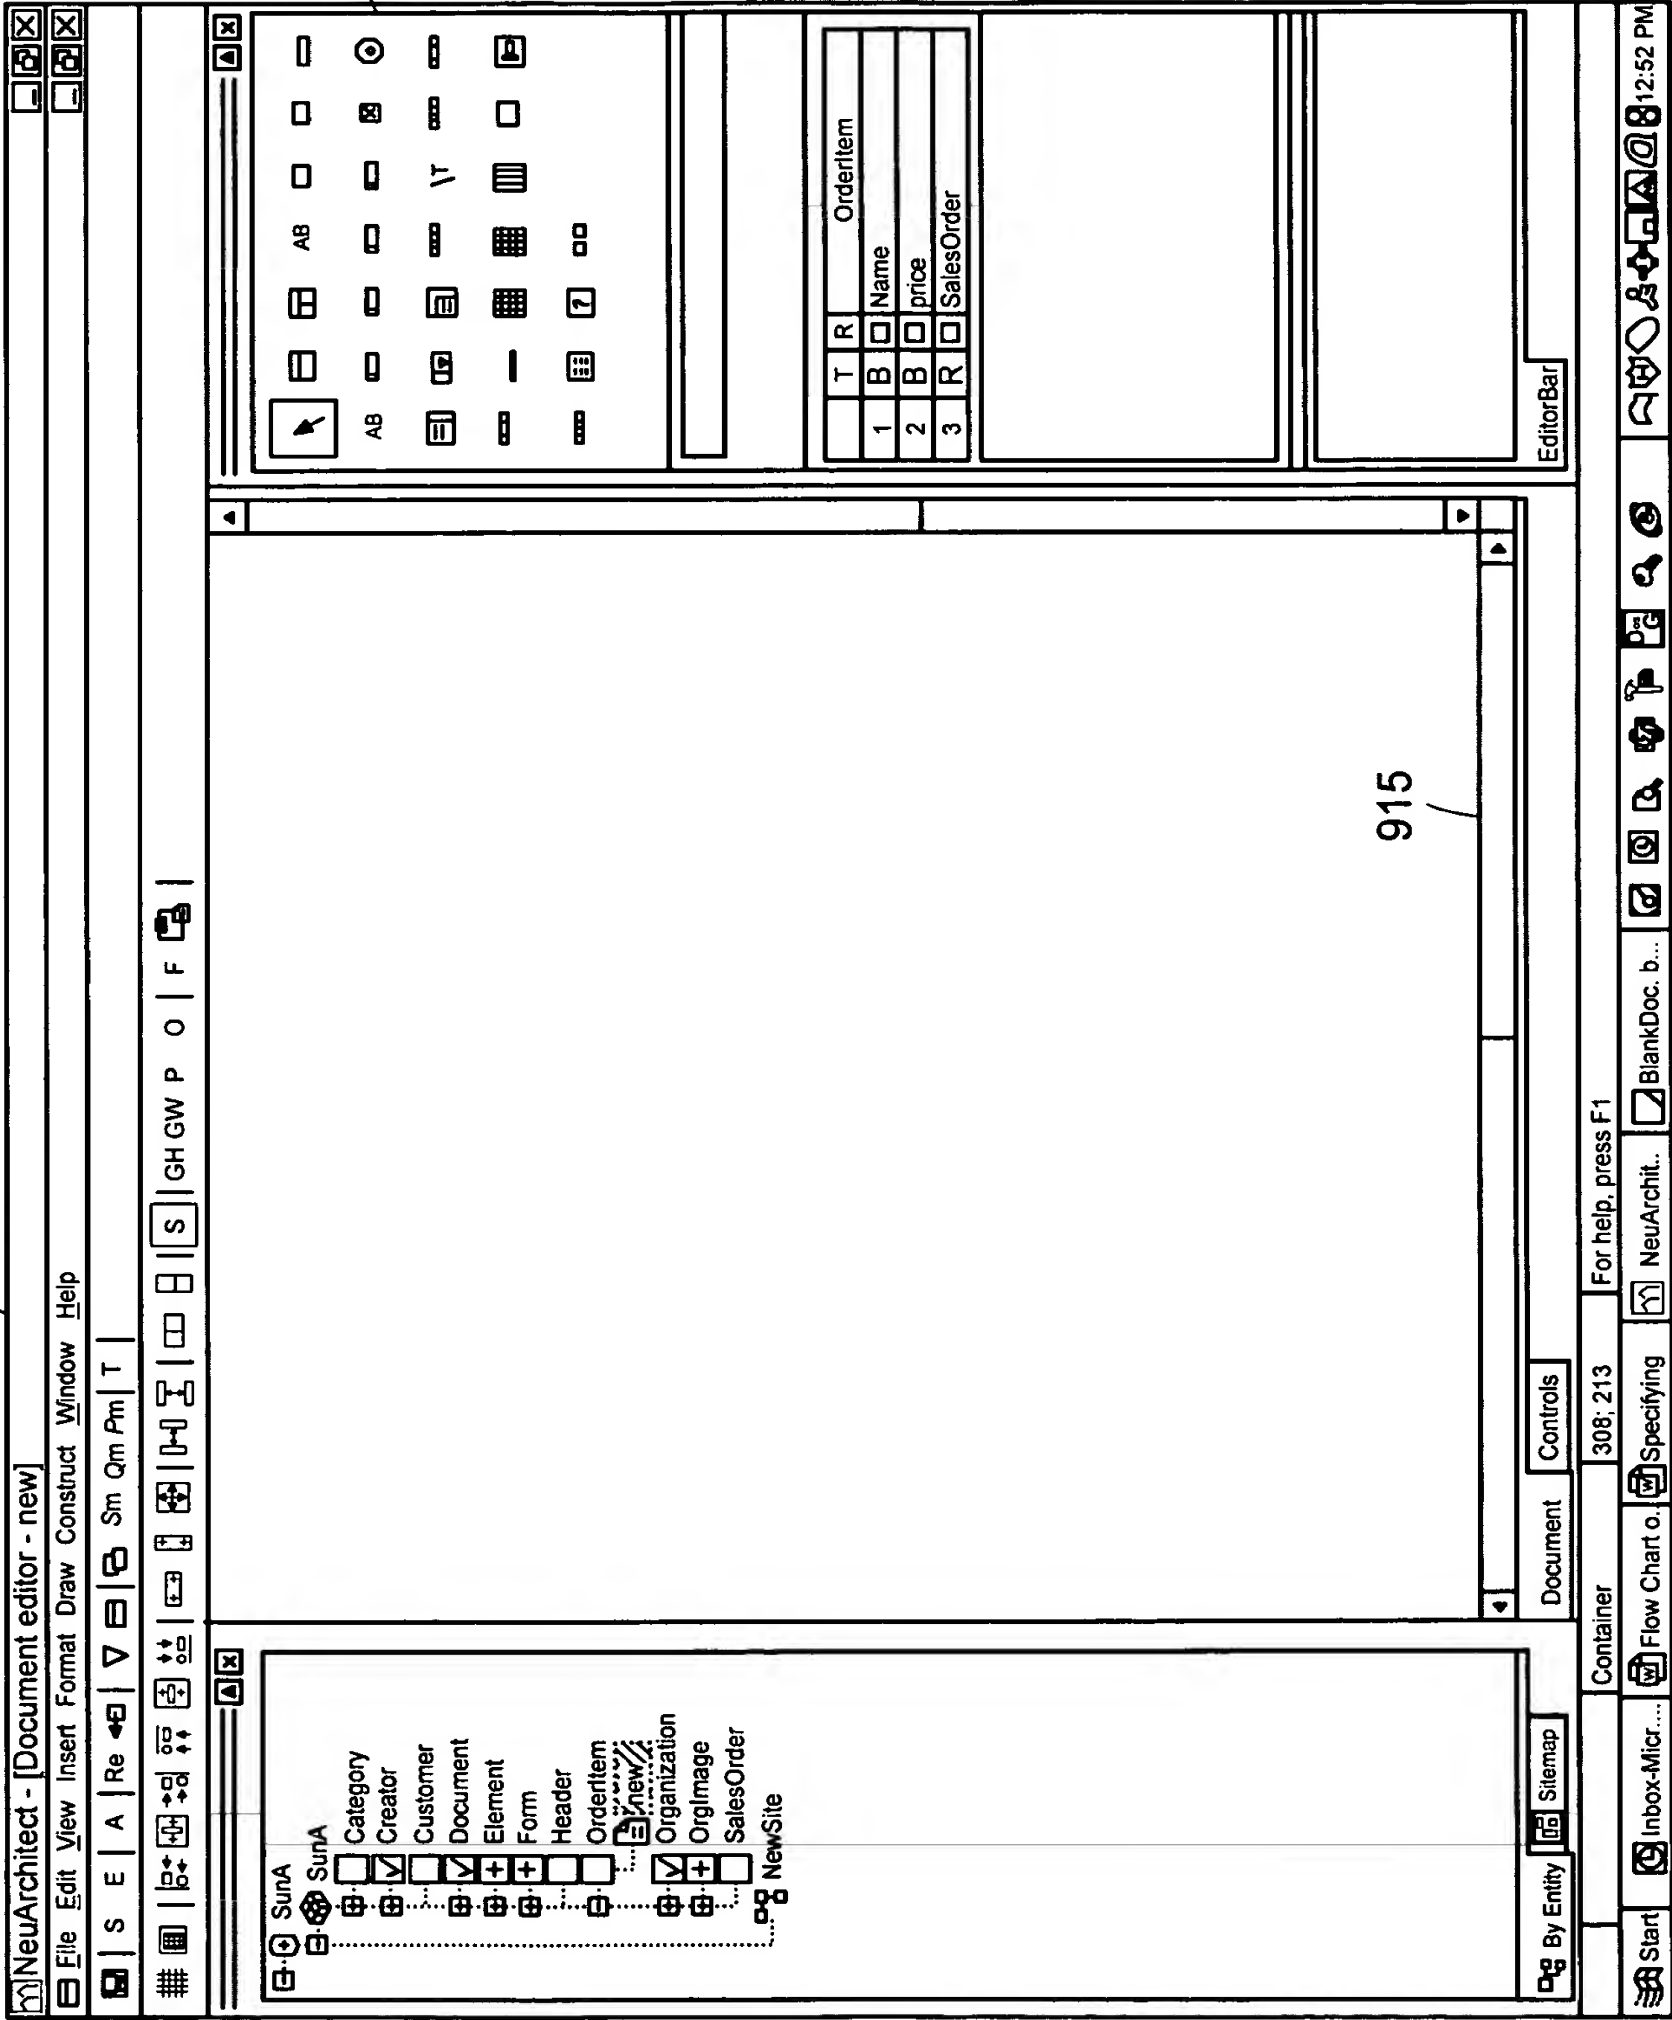 NeuArchitect - [Document editor - new]
File Edit View Insert Format Draw Construct Window Help
S E A Re Sm Qm Pm T
S GH GW P O F
SunA
SunA
Category
Creator
Customer
Document
Element
Form
Header
OrderItem
new
Organization
OrgImage
SalesOrder
NewSite
By Entity Sitemap
915
Document Controls
AB
AB
T R OrderItem
1 B Name
2 B price
3 R SalesOrder
EditorBar
Container 308; 213 For help, press F1
Start Inbox-Micr.... Flow Chart o.. Specifying NeuArchit.. BlankDoc. b... 12:52 PM